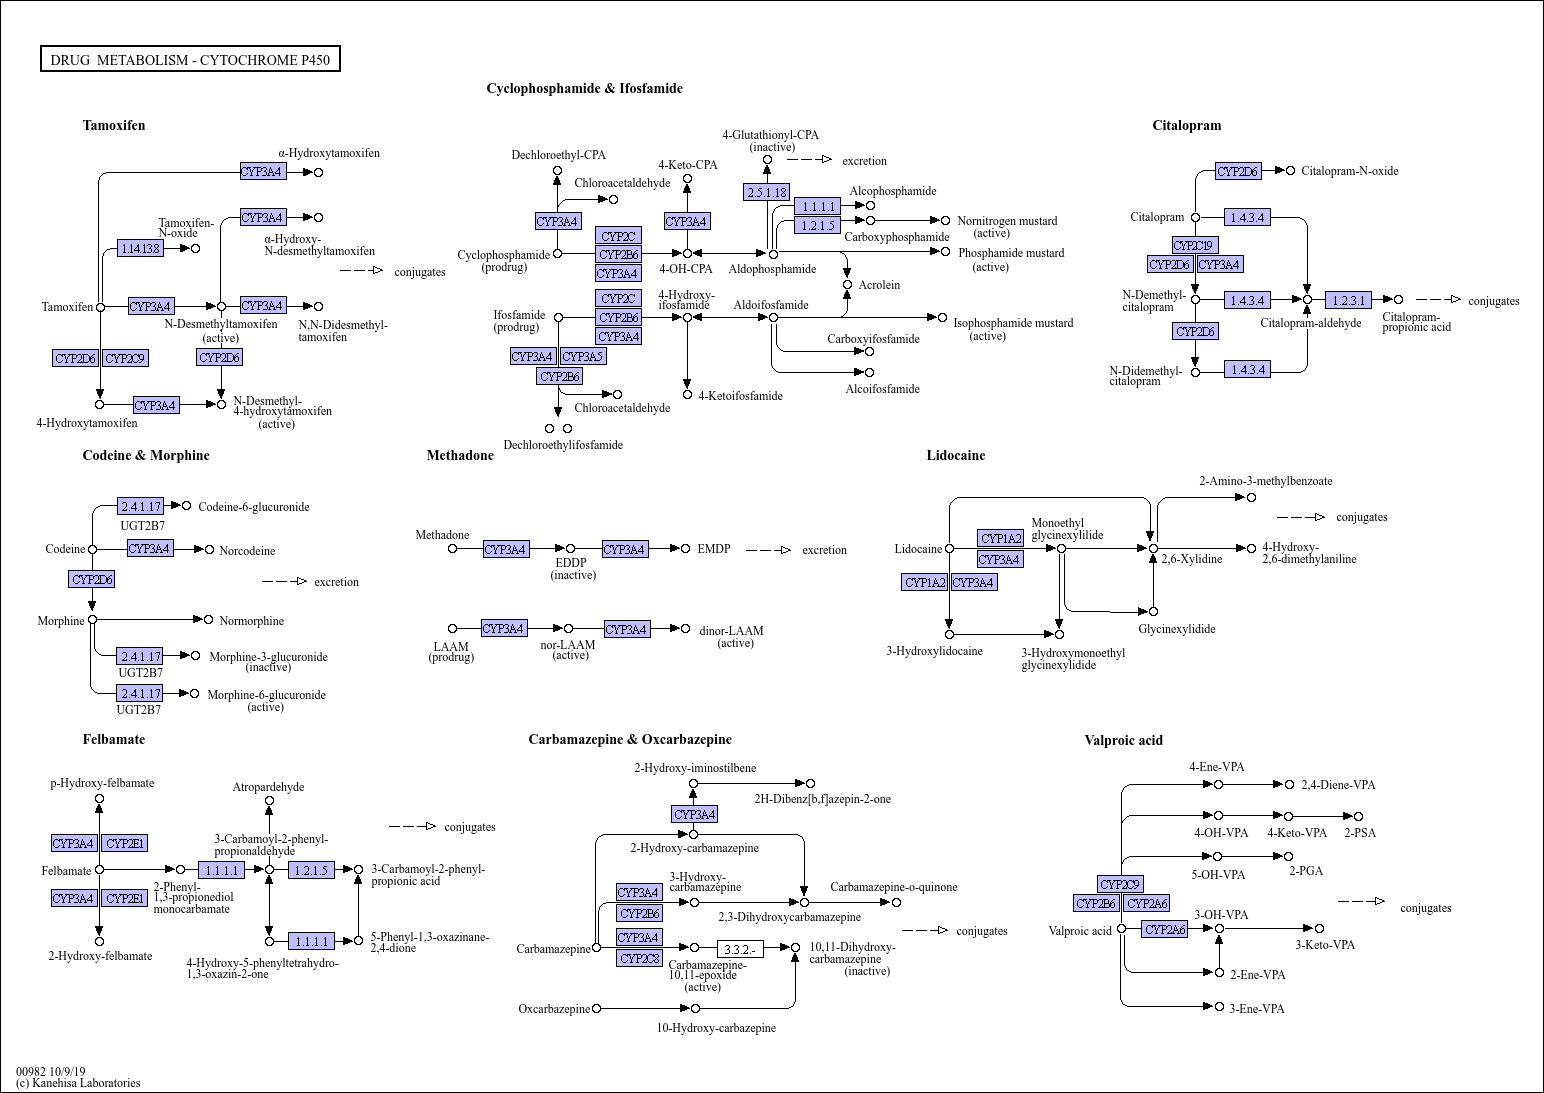 DRUG METABOLISM - CYTOCHROME P450
Cyclophosphamide & Ifosfamide
Tamoxifen
α-Hydroxytamoxifen
CYP3A4
Tamoxifen-
N-oxide
1.14.13.8
CYP3A4
α-Hydroxy-
N-desmethyltamoxifen
conjugates
Tamoxifen
CYP3A4
CYP3A4
N-Desmethyltamoxifen
(active)
N,N-Didesmethyl-
tamoxifen
CYP2D6
CYP2C9
CYP2D6
CYP3A4
4-Hydroxytamoxifen
N-Desmethyl-
4-hydroxytamoxifen
(active)
Dechloroethyl-CPA
Chloroacetaldehyde
CYP3A4
4-Keto-CPA
CYP3A4
4-Glutathionyl-CPA
(inactive)
excretion
2.5.1.18
Alcophosphamide
1.1.1.1
1.2.1.5
Carboxyphosphamide
Nornitrogen mustard
(active)
Cyclophosphamide
(prodrug)
CYP2C
CYP2B6
CYP3A4
4-OH-CPA
Aldophosphamide
Phosphamide mustard
(active)
Acrolein
Ifosfamide
(prodrug)
CYP2C
CYP2B6
CYP3A4
4-Hydroxy-
ifosfamide
Aldoifosfamide
Isophosphamide mustard
(active)
CYP3A4
CYP3A5
CYP2B6
Carboxyifosfamide
Alcoifosfamide
Chloroacetaldehyde
4-Ketoifosfamide
Dechloroethylifosfamide
Citalopram
CYP2D6
Citalopram-N-oxide
Citalopram
1.4.3.4
CYP2C19
CYP2D6
CYP3A4
N-Demethyl-
citalopram
1.4.3.4
1.2.3.1
conjugates
Citalopram-aldehyde
Citalopram-
propionic acid
CYP2D6
N-Didemethyl-
citalopram
1.4.3.4
Codeine & Morphine
2.4.1.17
Codeine-6-glucuronide
UGT2B7
Codeine
CYP3A4
Norcodeine
CYP2D6
excretion
Morphine
Normorphine
2.4.1.17
UGT2B7
Morphine-3-glucuronide
(inactive)
2.4.1.17
UGT2B7
Morphine-6-glucuronide
(active)
Methadone
Methadone
CYP3A4
CYP3A4
EMDP
excretion
EDDP
(inactive)
CYP3A4
CYP3A4
LAAM
(prodrug)
nor-LAAM
(active)
dinor-LAAM
(active)
Lidocaine
2-Amino-3-methylbenzoate
conjugates
Monoethyl
glycinexylilide
Lidocaine
CYP1A2
CYP3A4
2,6-Xylidine
4-Hydroxy-
2,6-dimethylaniline
CYP1A2
CYP3A4
Glycinexylidide
3-Hydroxylidocaine
3-Hydroxymonoethyl
glycinexylidide
Felbamate
p-Hydroxy-felbamate
Atropardehyde
conjugates
CYP3A4
CYP2E1
3-Carbamoyl-2-phenyl-
propionaldehyde
Felbamate
1.1.1.1
1.2.1.5
3-Carbamoyl-2-phenyl-
propionic acid
CYP3A4
CYP2E1
2-Phenyl-
1,3-propionediol
monocarbamate
1.1.1.1
5-Phenyl-1,3-oxazinane-
2,4-dione
2-Hydroxy-felbamate
4-Hydroxy-5-phenyltetrahydro-
1,3-oxazin-2-one
Carbamazepine & Oxcarbazepine
2-Hydroxy-iminostilbene
2H-Dibenz[b,f]azepin-2-one
CYP3A4
2-Hydroxy-carbamazepine
3-Hydroxy-
carbamazepine
CYP3A4
CYP2B6
Carbamazepine-o-quinone
2,3-Dihydroxycarbamazepine
conjugates
Carbamazepine
CYP3A4
CYP2C8
3.3.2.-
Carbamazepine-
10,11-epoxide
(active)
10,11-Dihydroxy-
carbamazepine
(inactive)
Oxcarbazepine
10-Hydroxy-carbazepine
Valproic acid
4-Ene-VPA
2,4-Diene-VPA
4-OH-VPA
4-Keto-VPA
2-PSA
5-OH-VPA
2-PGA
CYP2C9
CYP2B6
CYP2A6
conjugates
Valproic acid
CYP2A6
3-OH-VPA
3-Keto-VPA
2-Ene-VPA
3-Ene-VPA
00982 10/9/19
(c) Kanehisa Laboratories